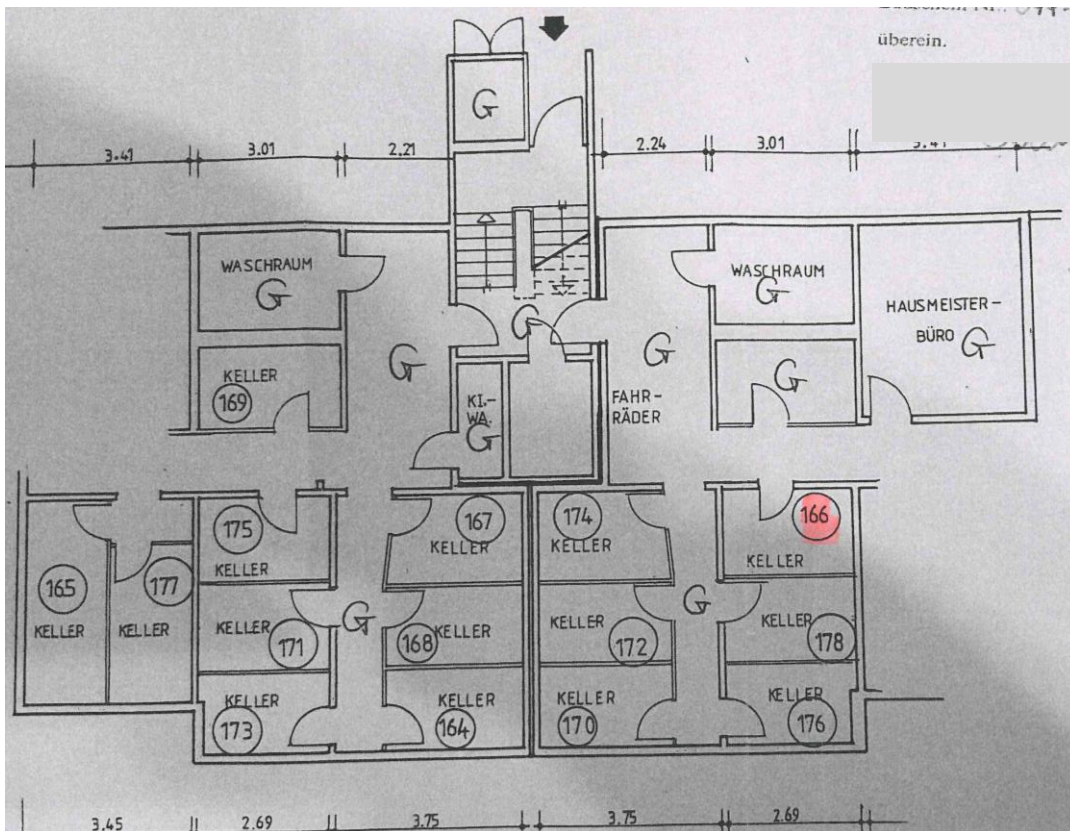 überein.
G
3.41 3.01 2.21 2.24 3.01 3.41
WASCHRAUM
G
WASCHRAUM
G
HAUSMEISTER-
BÜRO G
G
G
G
KELLER
169
KI.-
WA.
G
FAHR-
RÄDER
G
175
KELLER
167
KELLER
174
KELLER
166
KELLER
165
KELLER
177
KELLER
KELLER
171
G
168
KELLER
KELLER
172
G
KELLER
178
KELLER
173
KELLER
164
KELLER
170
KELLER
176
3.45 2.69 3.75 3.75 2.69